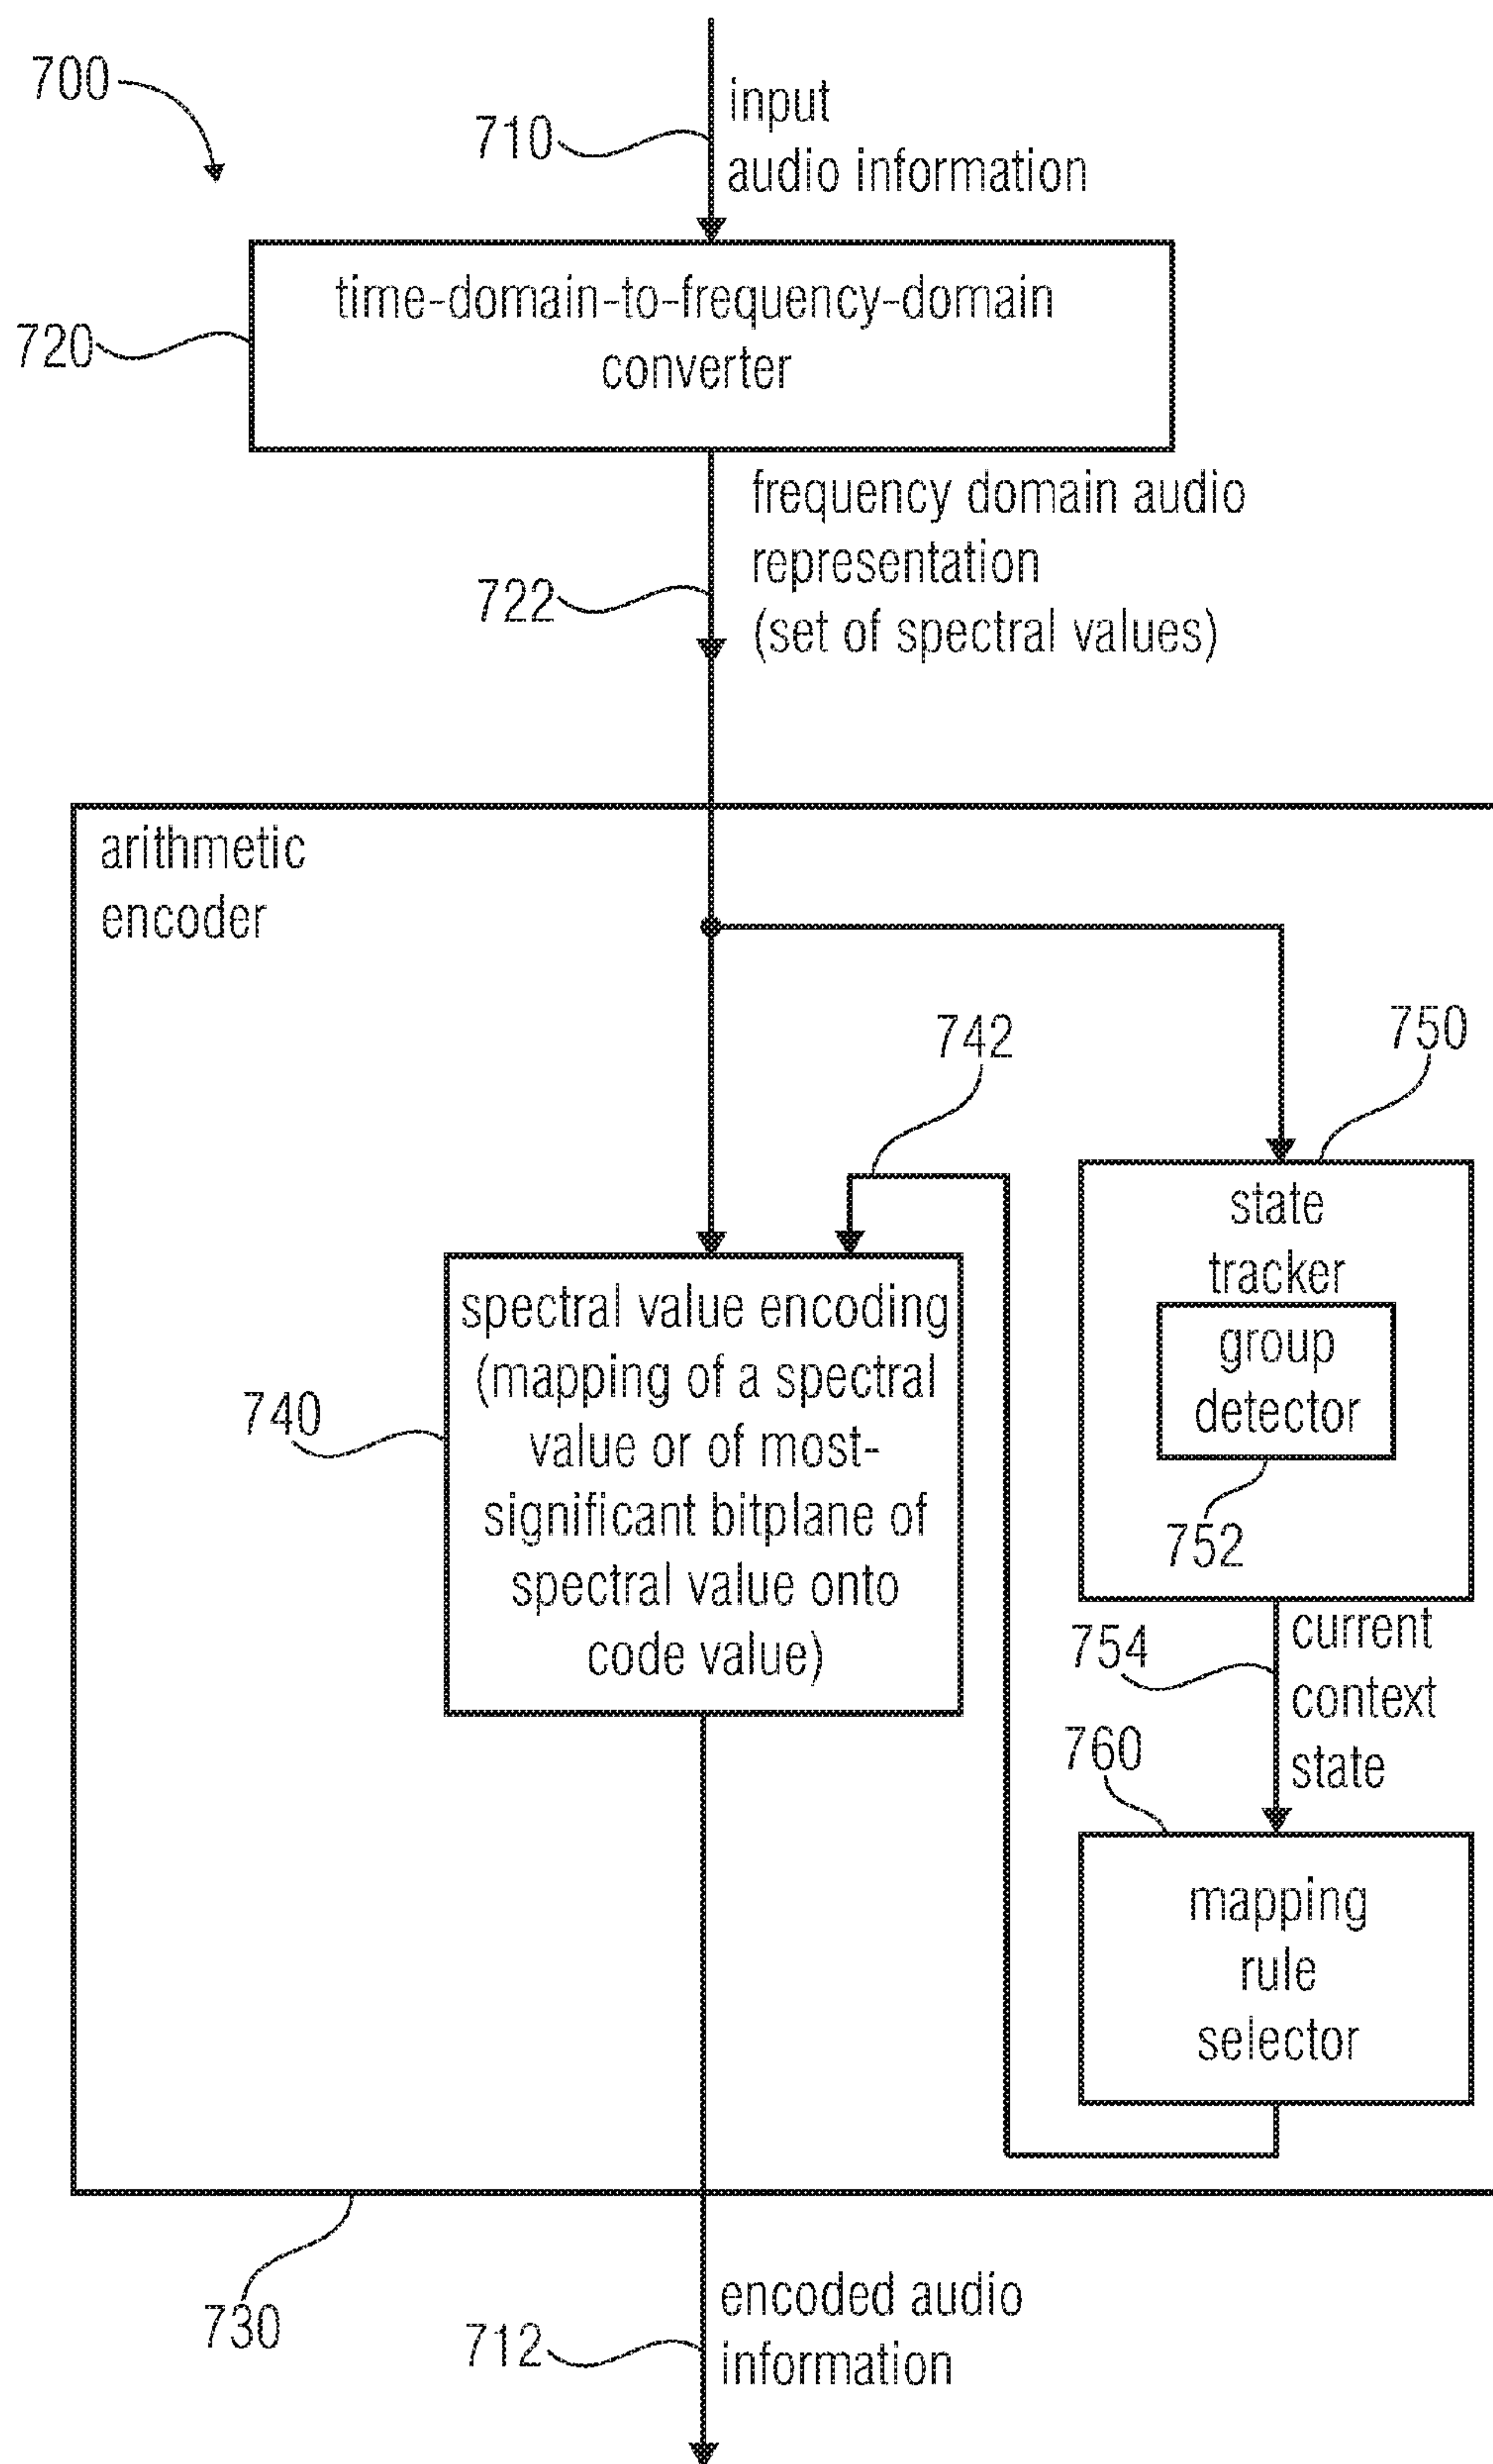 700
710
input
audio information
time-domain-to-frequency-domain
converter
720
frequency domain audio
representation
(set of spectral values)
722
arithmetic
encoder
742
750
state
tracker
group
detector
752
spectral value encoding
(mapping of a spectral
value or of most-
significant bitplane of
spectral value onto
code value)
740
754
current
context
state
760
mapping
rule
selector
730
712
encoded audio
information